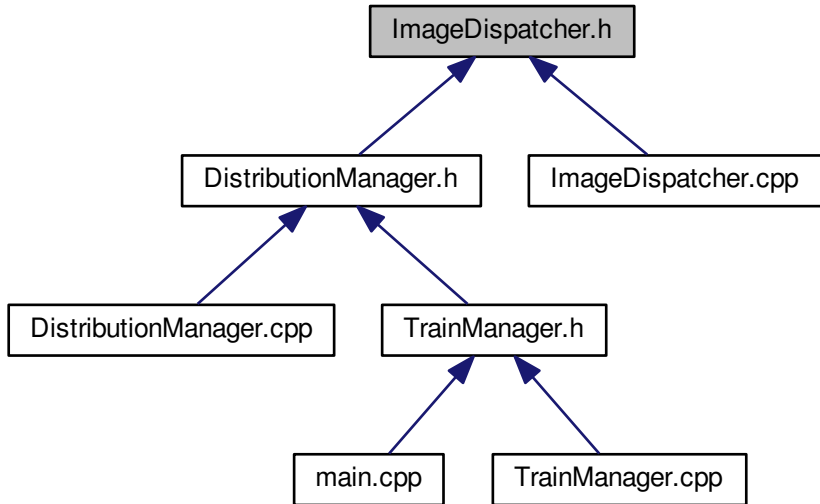 ImageDispatcher.h
DistributionManager.h
ImageDispatcher.cpp
DistributionManager.cpp
TrainManager.h
main.cpp
TrainManager.cpp